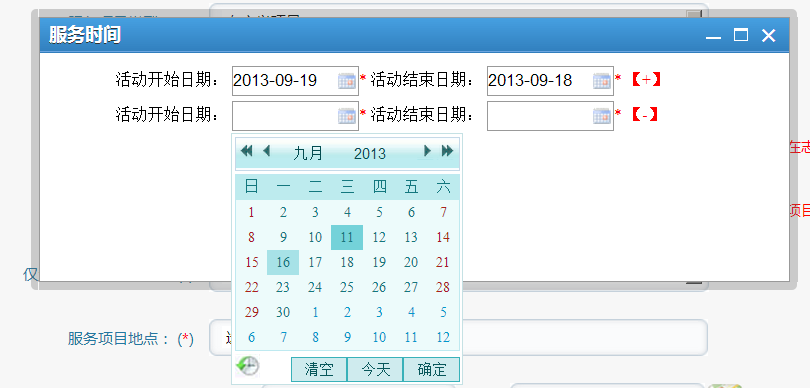 服务时间
活动开始日期： 2013-09-19 * 活动结束日期： 2013-09-18 * 【+】
活动开始日期： * 活动结束日期： * 【-】
在志
九月 2013
日 一 二 三 四 五 六
1 2 3 4 5 6 7
项目
8 9 10 11 12 13 14
15 16 17 18 19 20 21
仅
22 23 24 25 26 27 28
29 30 1 2 3 4 5
服务项目地点： (*)
6 7 8 9 10 11 12
清空 今天 确定